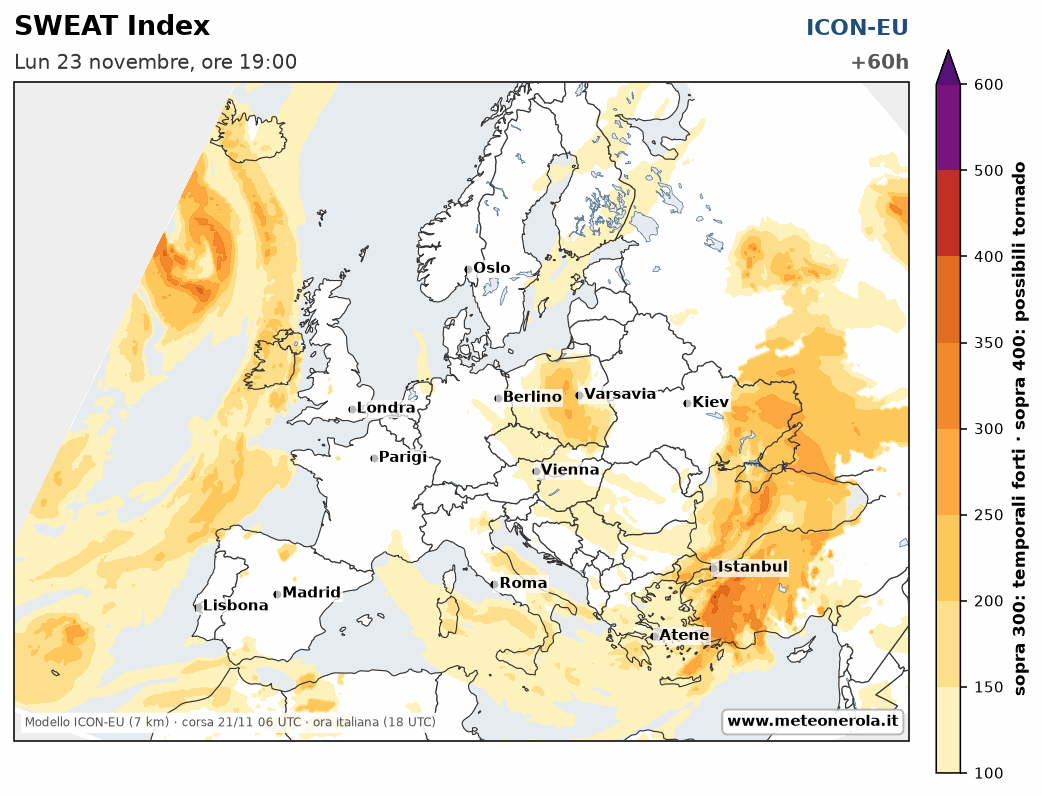 SWEAT Index
ICON-EU
Lun 23 novembre, ore 19:00
+60h
Oslo
Berlino
Varsavia
Kiev
Londra
Parigi
Vienna
Istanbul
Roma
Madrid
Lisbona
Atene
Modello ICON-EU (7 km) · corsa 21/11 06 UTC · ora italiana (18 UTC)
www.meteonerola.it
600
500
400
350
300
250
200
150
100
sopra 300: temporali forti · sopra 400: possibili tornado